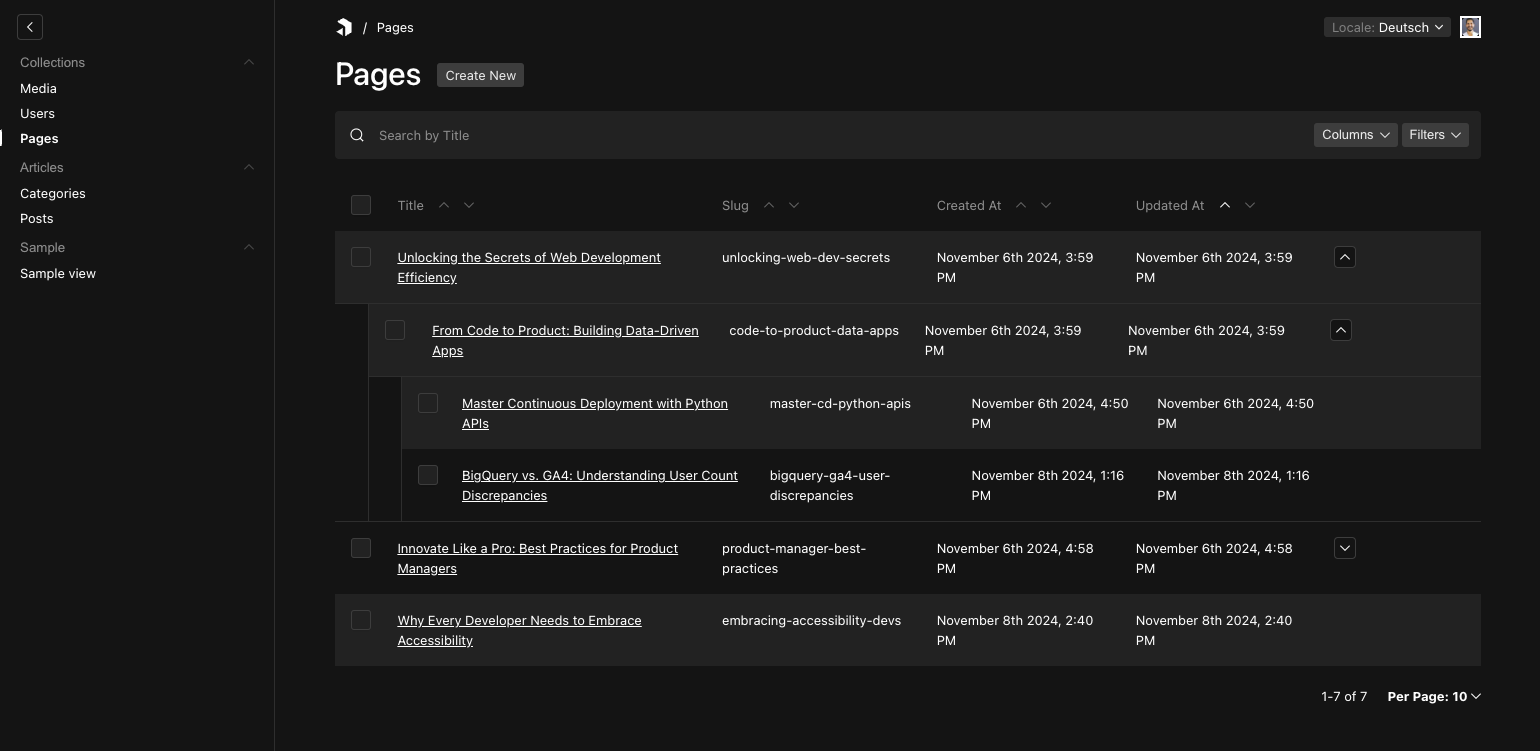 Collections
Media
Users
Pages
Articles
Categories
Posts
Sample
Sample view
/ Pages
Locale: Deutsch
Pages
Create New
Search by Title
Columns
Filters
Title Slug Created At Updated At
Unlocking the Secrets of Web Development
Efficiency
unlocking-web-dev-secrets
November 6th 2024, 3:59
PM
November 6th 2024, 3:59
PM
From Code to Product: Building Data-Driven
Apps
code-to-product-data-apps
November 6th 2024, 3:59
PM
November 6th 2024, 3:59
PM
Master Continuous Deployment with Python
APIs
master-cd-python-apis
November 6th 2024, 4:50
PM
November 6th 2024, 4:50
PM
BigQuery vs. GA4: Understanding User Count
Discrepancies
bigquery-ga4-user-
discrepancies
November 8th 2024, 1:16
PM
November 8th 2024, 1:16
PM
Innovate Like a Pro: Best Practices for Product
Managers
product-manager-best-
practices
November 6th 2024, 4:58
PM
November 6th 2024, 4:58
PM
Why Every Developer Needs to Embrace
Accessibility
embracing-accessibility-devs
November 8th 2024, 2:40
PM
November 8th 2024, 2:40
PM
1-7 of 7
Per Page: 10